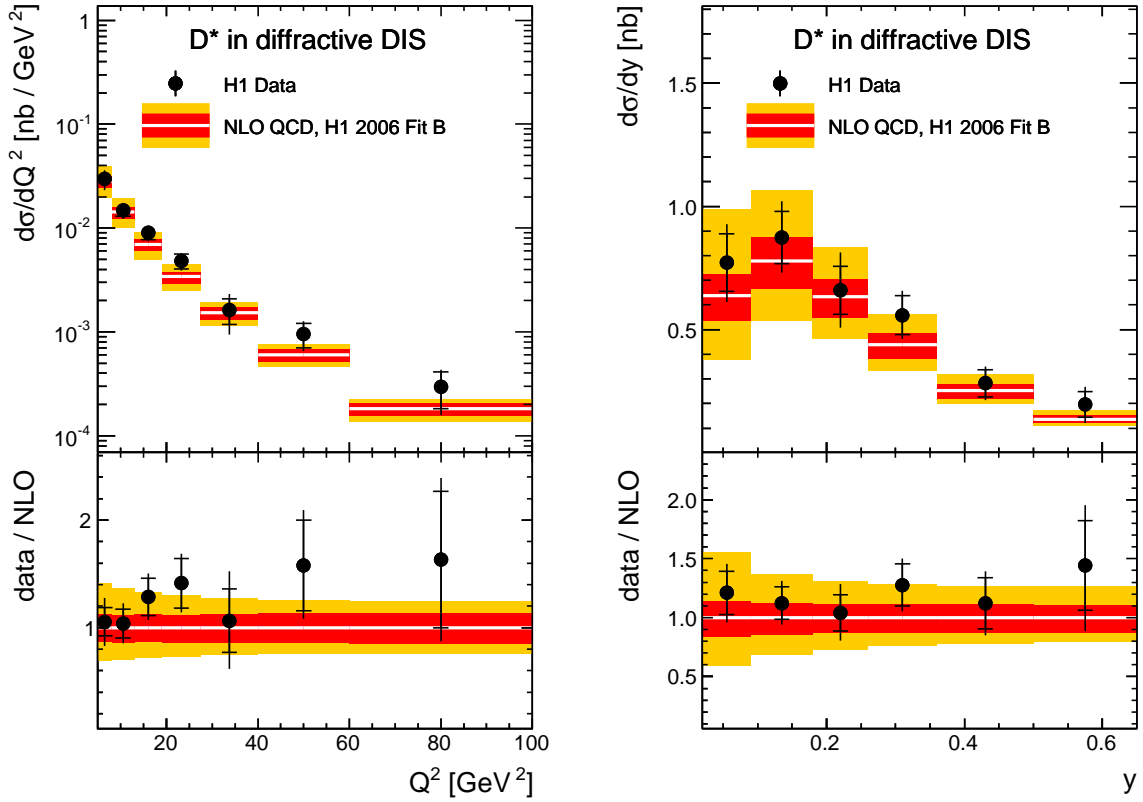 D* in diffractive DIS
H1 Data
NLO QCD, H1 2006 Fit B
dσ/dQ² [nb / GeV²]
1
10⁻¹
10⁻²
10⁻³
10⁻⁴
data / NLO
2
1
20 40 60 80 100
Q² [GeV²]
D* in diffractive DIS
H1 Data
NLO QCD, H1 2006 Fit B
dσ/dy [nb]
1.5
1.0
0.5
data / NLO
2.0
1.5
1.0
0.5
0.2 0.4 0.6
y